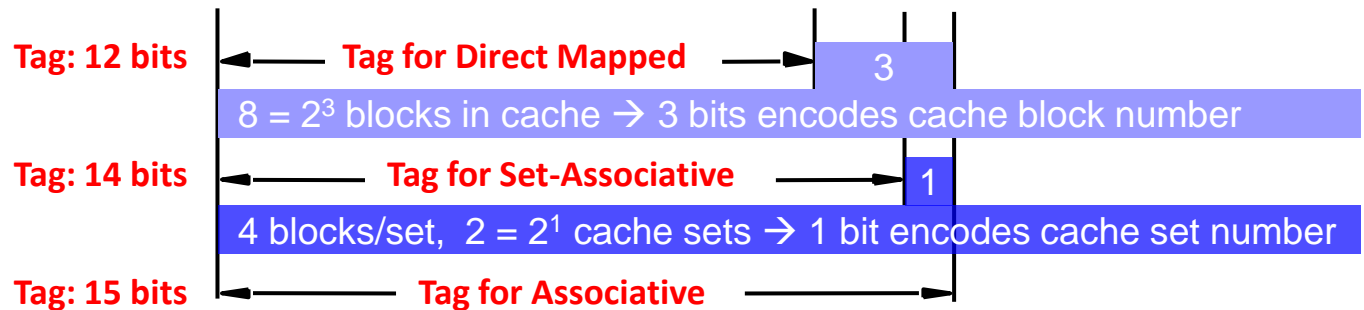 Tag: 12 bits Tag for Direct Mapped 3
8 = 2³ blocks in cache → 3 bits encodes cache block number
Tag: 14 bits Tag for Set-Associative 1
4 blocks/set, 2 = 2¹ cache sets → 1 bit encodes cache set number
Tag: 15 bits Tag for Associative